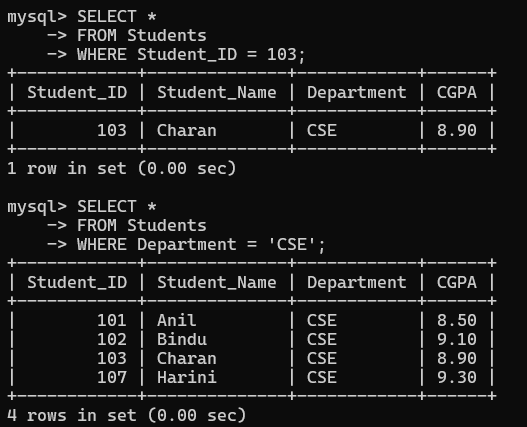 mysql> SELECT *
    -> FROM Students
    -> WHERE Student_ID = 103;
+------------+--------------+------------+------+
| Student_ID | Student_Name | Department | CGPA |
+------------+--------------+------------+------+
|        103 | Charan       | CSE        | 8.90 |
+------------+--------------+------------+------+
1 row in set (0.00 sec)

mysql> SELECT *
    -> FROM Students
    -> WHERE Department = 'CSE';
+------------+--------------+------------+------+
| Student_ID | Student_Name | Department | CGPA |
+------------+--------------+------------+------+
|        101 | Anil         | CSE        | 8.50 |
|        102 | Bindu        | CSE        | 9.10 |
|        103 | Charan       | CSE        | 8.90 |
|        107 | Harini       | CSE        | 9.30 |
+------------+--------------+------------+------+
4 rows in set (0.00 sec)